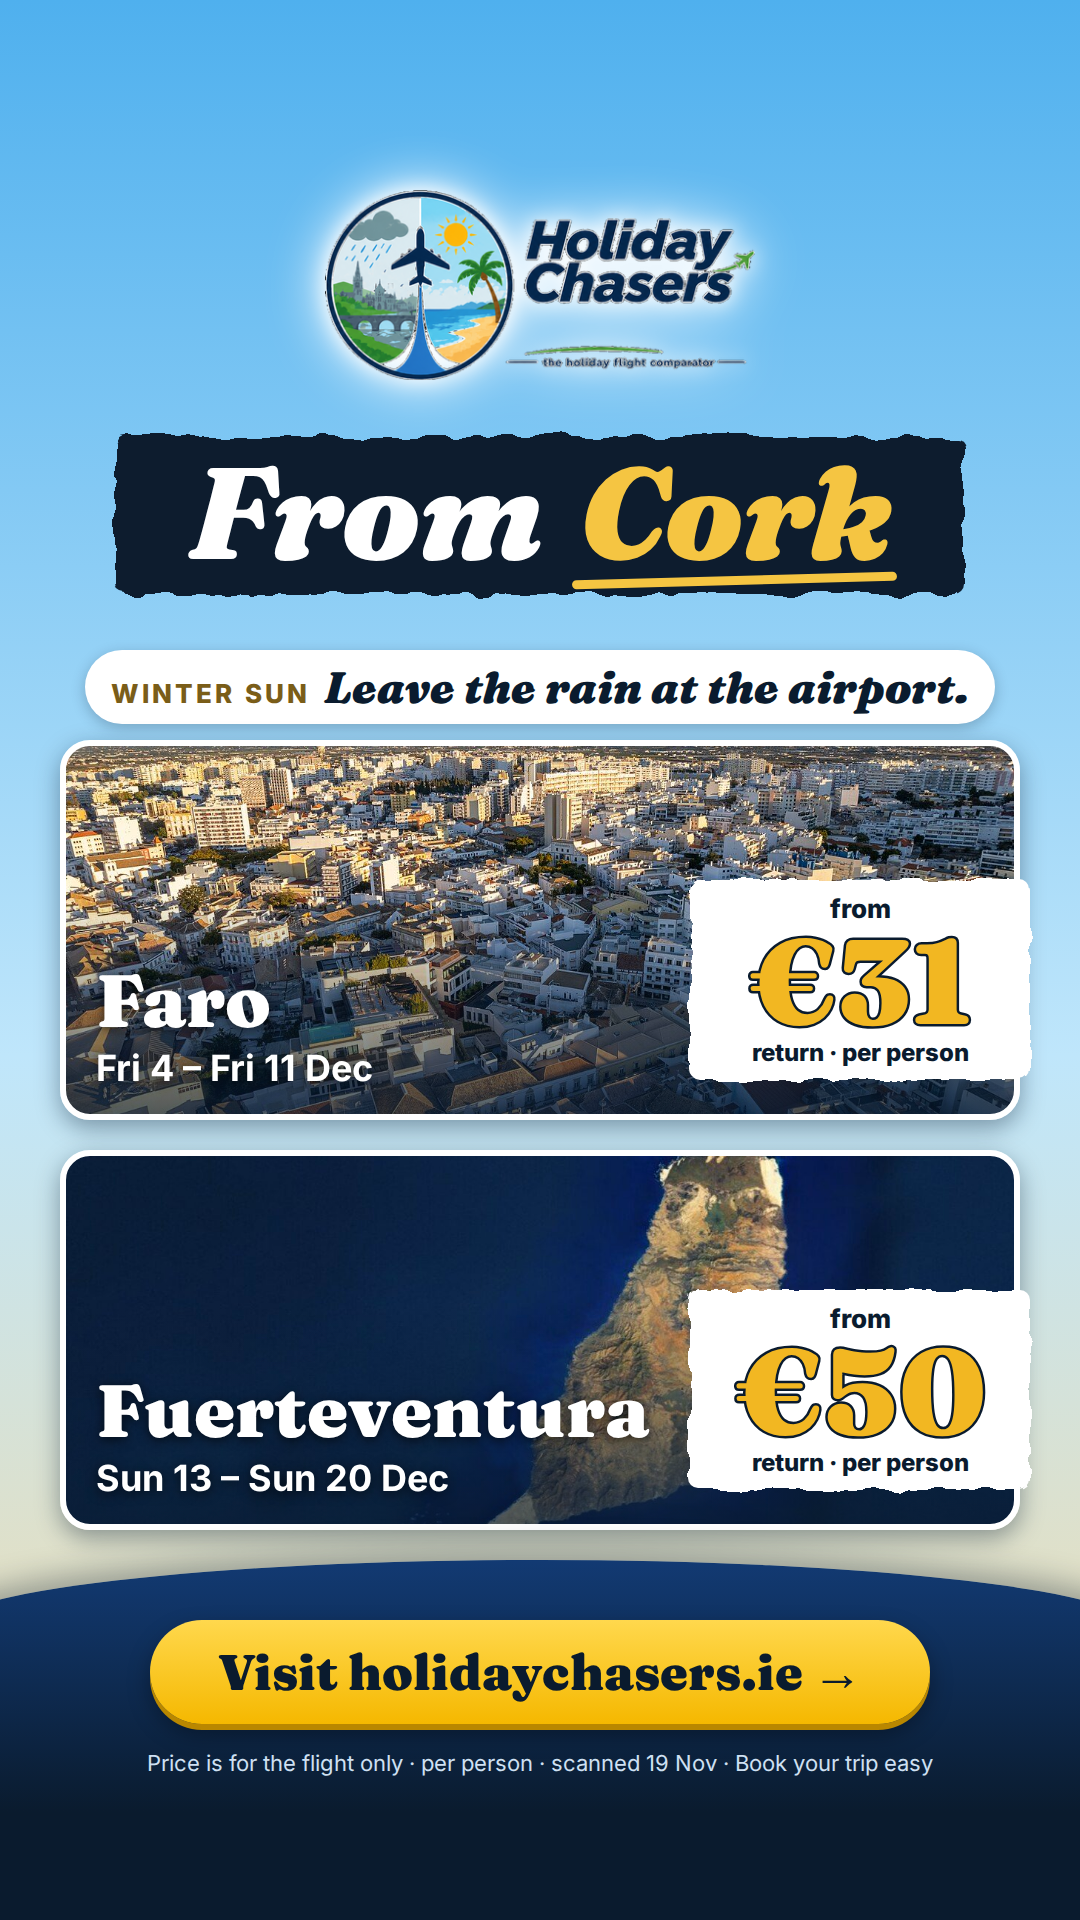 Holiday
Chasers
the holiday flight comparator
From Cork
WINTER SUN Leave the rain at the airport.
Faro
Fri 4 – Fri 11 Dec
from
€31
return · per person
Fuerteventura
Sun 13 – Sun 20 Dec
from
€50
return · per person
Visit holidaychasers.ie →
Price is for the flight only · per person · scanned 19 Nov · Book your trip easy